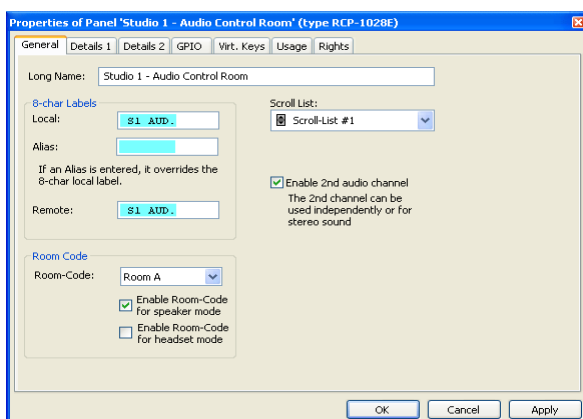 Properties of Panel 'Studio 1 - Audio Control Room' (type RCP-1028E)
General Details 1 Details 2 GPIO Virt. Keys Usage Rights
Long Name: Studio 1 - Audio Control Room
8-char Labels
Local: S1 AUD.
Alias:
If an Alias is entered, it overrides the
8-char local label.
Remote: S1 AUD.
Scroll List:
Scroll-List #1
Enable 2nd audio channel
The 2nd channel can be
used independently or for
stereo sound
Room Code
Room-Code: Room A
Enable Room-Code
for speaker mode
Enable Room-Code
for headset mode
OK Cancel Apply